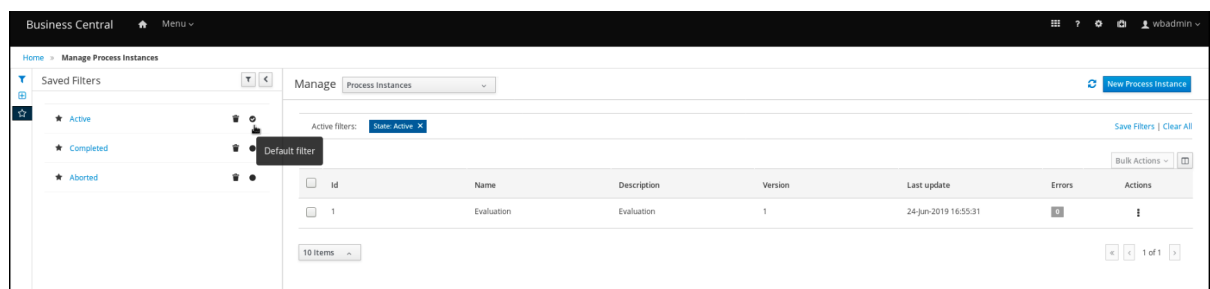 Business Central Menu ? wbadmin
Home » Manage Process Instances
Saved Filters
Manage Process Instances
New Process Instance
Active
Completed
Aborted
Default filter
Active filters: State: Active ×
Save Filters | Clear All
Bulk Actions
Id Name Description Version Last update Errors Actions
1 Evaluation Evaluation 1 24-Jun-2019 16:55:31 0
10 Items
« < 1 of 1 >